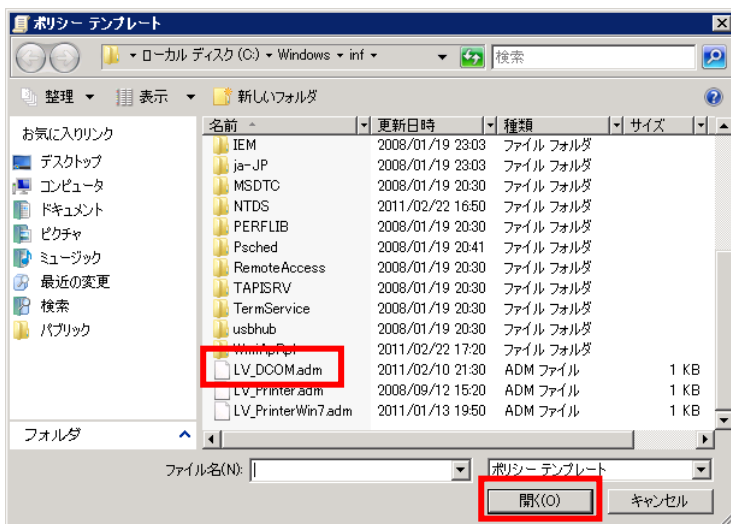 ポリシー テンプレート
ローカル ディスク (C:) Windows inf 検索
整理 表示 新しいフォルダ
お気に入りリンク
デスクトップ
コンピュータ
ドキュメント
ピクチャ
ミュージック
最近の変更
検索
パブリック
フォルダ
名前 更新日時 種類 サイズ
IEM 2008/01/19 23:03 ファイル フォルダ
ja-JP 2008/01/19 23:03 ファイル フォルダ
MSDTC 2008/01/19 20:30 ファイル フォルダ
NTDS 2011/02/22 16:50 ファイル フォルダ
PERFLIB 2008/01/19 20:30 ファイル フォルダ
Psched 2008/01/19 20:41 ファイル フォルダ
RemoteAccess 2008/01/19 20:30 ファイル フォルダ
TAPISRV 2008/01/19 20:30 ファイル フォルダ
TermService 2008/01/19 20:30 ファイル フォルダ
usbhub 2008/01/19 20:30 ファイル フォルダ
WmiApRpl 2011/02/22 17:20 ファイル フォルダ
LV_DCOM.adm 2011/02/10 21:30 ADM ファイル 1 KB
LV_Printer.adm 2008/09/12 15:20 ADM ファイル 1 KB
LV_PrinterWin7.adm 2011/01/13 19:50 ADM ファイル 1 KB
ファイル名(N): ポリシー テンプレート
開く(O) キャンセル